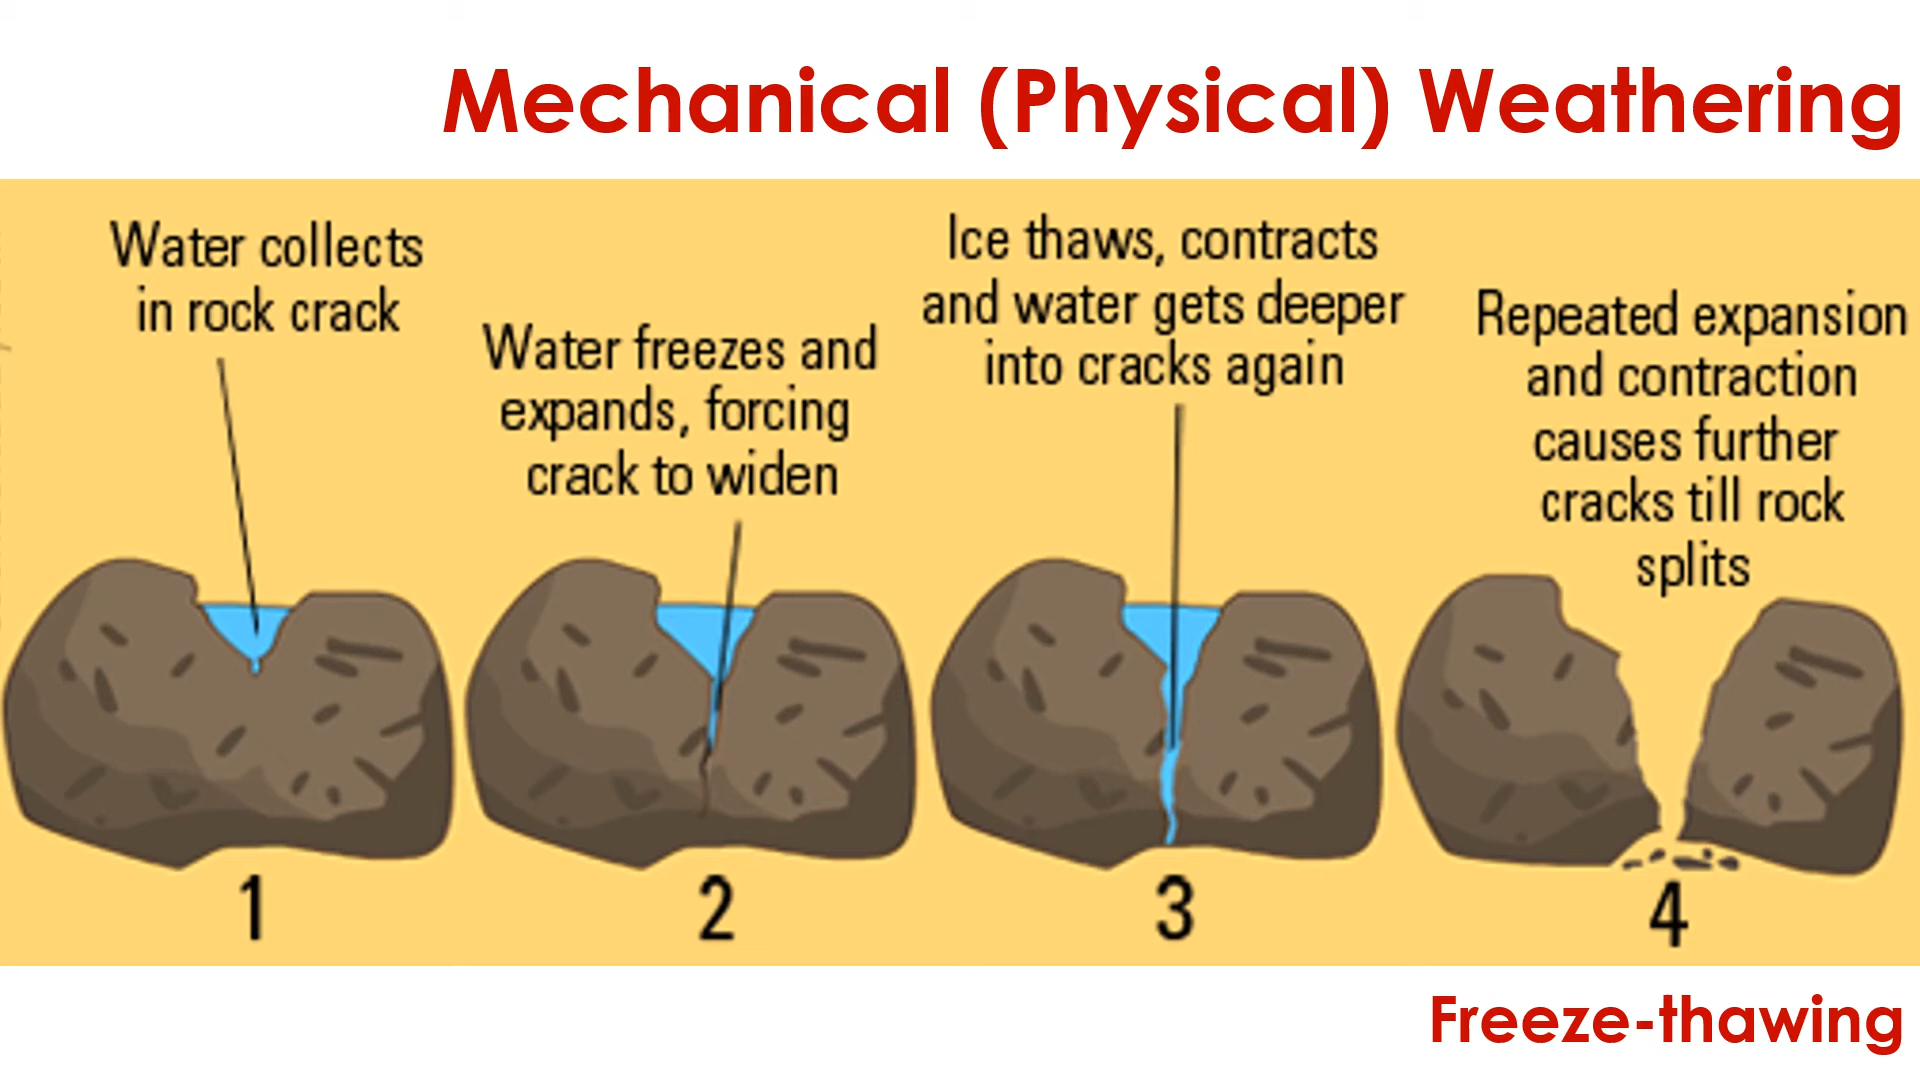 Mechanical (Physical) Weathering
Water collects
in rock crack
Water freezes and
expands, forcing
crack to widen
Ice thaws, contracts
and water gets deeper
into cracks again
Repeated expansion
and contraction
causes further
cracks till rock
splits
1
2
3
4
Freeze-thawing